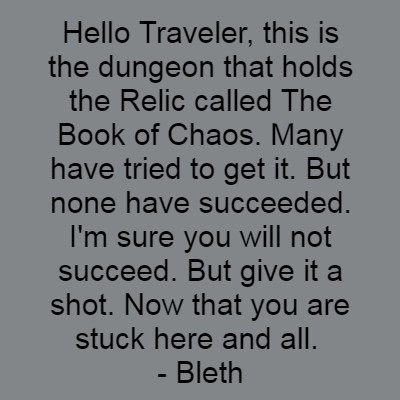 Hello Traveler, this is
the dungeon that holds
the Relic called The
Book of Chaos. Many
have tried to get it. But
none have succeeded.
I'm sure you will not
succeed. But give it a
shot. Now that you are
stuck here and all.
- Bleth